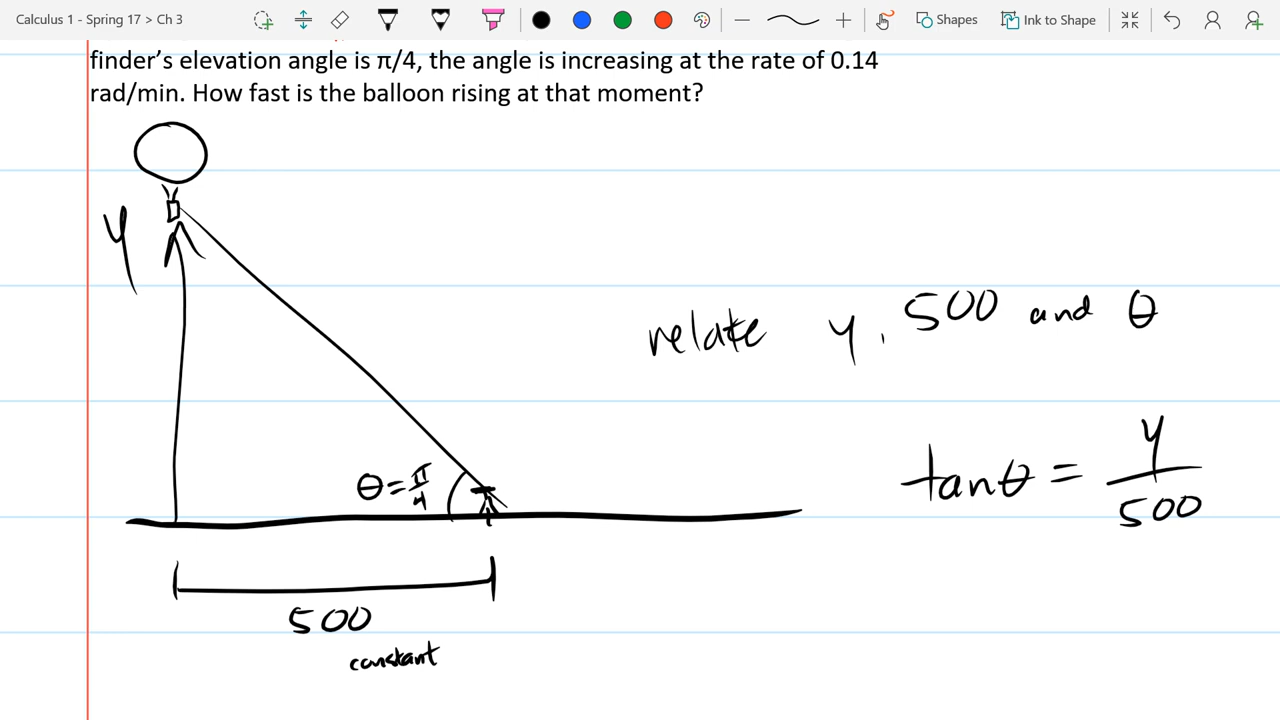 Calculus 1 - Spring 17 > Ch 3
Shapes
Ink to Shape
finder’s elevation angle is π/4, the angle is increasing at the rate of 0.14
rad/min. How fast is the balloon rising at that moment?
y
relate y, 500 and θ
θ = π/4
tanθ = y/500
500
constant